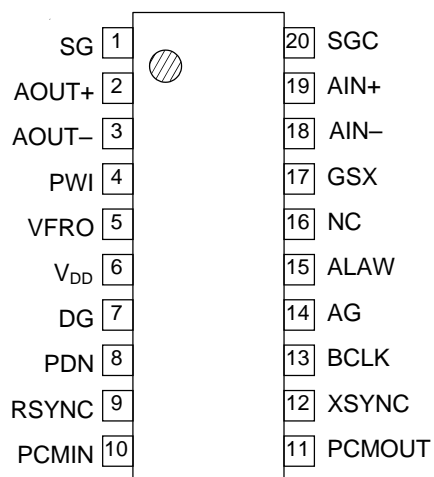 SG 1 20 SGC
AOUT+ 2 19 AIN+
AOUT– 3 18 AIN–
PWI 4 17 GSX
VFRO 5 16 NC
VDD 6 15 ALAW
DG 7 14 AG
PDN 8 13 BCLK
RSYNC 9 12 XSYNC
PCMIN 10 11 PCMOUT